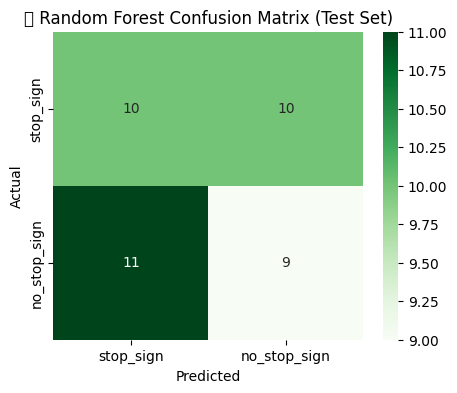 Random Forest Confusion Matrix (Test Set)
stop_sign
no_stop_sign
Actual
10 10
11 9
stop_sign no_stop_sign
Predicted
11.00
10.75
10.50
10.25
10.00
9.75
9.50
9.25
9.00